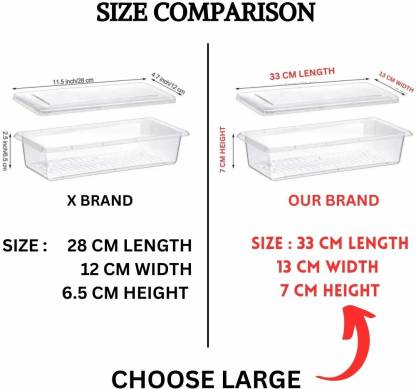 SIZE COMPARISON
11.5 inch/28 cm
4.7 inch/12 cm
2.5 inch/6.5 cm
X BRAND
SIZE : 28 CM LENGTH
12 CM WIDTH
6.5 CM HEIGHT
33 CM LENGTH
13 CM WIDTH
7 CM HEIGHT
OUR BRAND
SIZE : 33 CM LENGTH
13 CM WIDTH
7 CM HEIGHT
CHOOSE LARGE